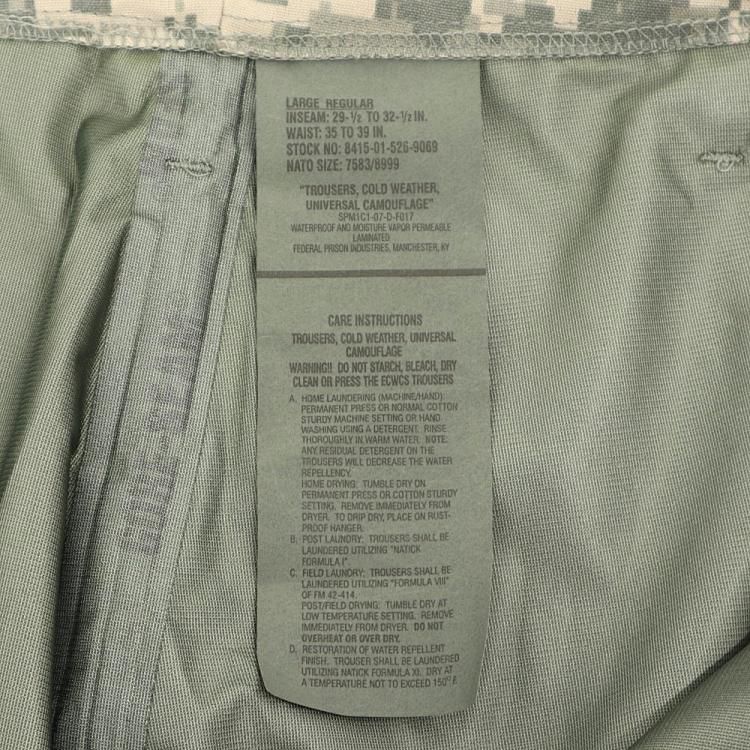 LARGE REGULAR
INSEAM: 29-½ TO 32-½ IN.
WAIST: 35 TO 39 IN.
STOCK NO: 8415-01-526-9069
NATO SIZE: 7583/8999
"TROUSERS, COLD WEATHER,
UNIVERSAL CAMOUFLAGE"
SPM1C1-07-D-F017
WATERPROOF AND MOISTURE VAPOR PERMEABLE
LAMINATED
FEDERAL PRISON INDUSTRIES, MANCHESTER, KY
CARE INSTRUCTIONS
TROUSERS, COLD WEATHER, UNIVERSAL
CAMOUFLAGE
WARNING!! DO NOT STARCH, BLEACH, DRY
CLEAN OR PRESS THE ECWCS TROUSERS
A. HOME LAUNDERING (MACHINE/HAND):
PERMANENT PRESS OR NORMAL COTTON
STURDY MACHINE SETTING OR HAND
WASHING USING A DETERGENT. RINSE
THOROUGHLY IN WARM WATER. NOTE:
ANY RESIDUAL DETERGENT ON THE
TROUSERS WILL DECREASE THE WATER
REPELLENCY.
HOME DRYING: TUMBLE DRY ON
PERMANENT PRESS OR COTTON STURDY
SETTING. REMOVE IMMEDIATELY FROM
DRYER. TO DRIP DRY, PLACE ON RUST-
PROOF HANGER.
B. POST LAUNDRY: TROUSERS SHALL BE
LAUNDERED UTILIZING "NATICK
FORMULA I".
C. FIELD LAUNDRY: TROUSERS SHALL BE
LAUNDERED UTILIZING "FORMULA VIII"
OF FM 42-414.
POST/FIELD DRYING: TUMBLE DRY AT
LOW TEMPERATURE SETTING. REMOVE
IMMEDIATELY FROM DRYER. DO NOT
OVERHEAT OR OVER DRY.
D. RESTORATION OF WATER REPELLENT
FINISH. TROUSER SHALL BE LAUNDERED
UTILIZING NATICK FORMULA XI. DRY AT
A TEMPERATURE NOT TO EXCEED 150° F.